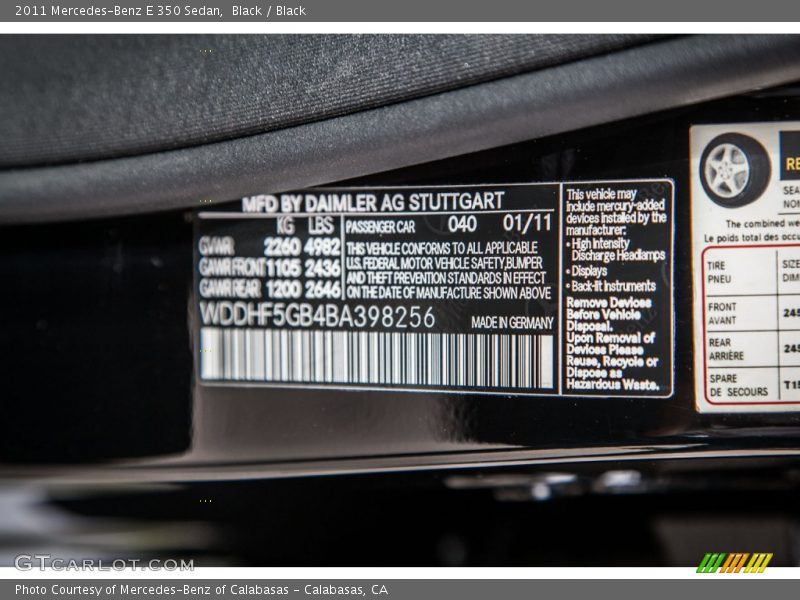 2011 Mercedes-Benz E 350 Sedan, Black / Black
MFD BY DAIMLER AG STUTTGART
KG LBS
GVWR 2260 4982
GAWR FRONT 1105 2436
GAWR REAR 1200 2646
PASSENGER CAR 040 01/11
THIS VEHICLE CONFORMS TO ALL APPLICABLE
U.S. FEDERAL MOTOR VEHICLE SAFETY, BUMPER
AND THEFT PREVENTION STANDARDS IN EFFECT
ON THE DATE OF MANUFACTURE SHOWN ABOVE
WDDHF5GB4BA398256
MADE IN GERMANY
This vehicle may
include mercury-added
devices installed by the
manufacturer:
• High Intensity
Discharge Headlamps
• Displays
• Back-lit Instruments
Remove Devices
Before Vehicle
Disposal.
Upon Removal of
Devices Please
Reuse, Recycle or
Dispose as
Hazardous Waste.
The combined we
Le poids total des occu
TIRE
PNEU
SIZE
DIM
FRONT
AVANT
245
REAR
ARRIÈRE
245
SPARE
DE SECOURS
T15
GTCARLOT.COM
Photo Courtesy of Mercedes-Benz of Calabasas - Calabasas, CA